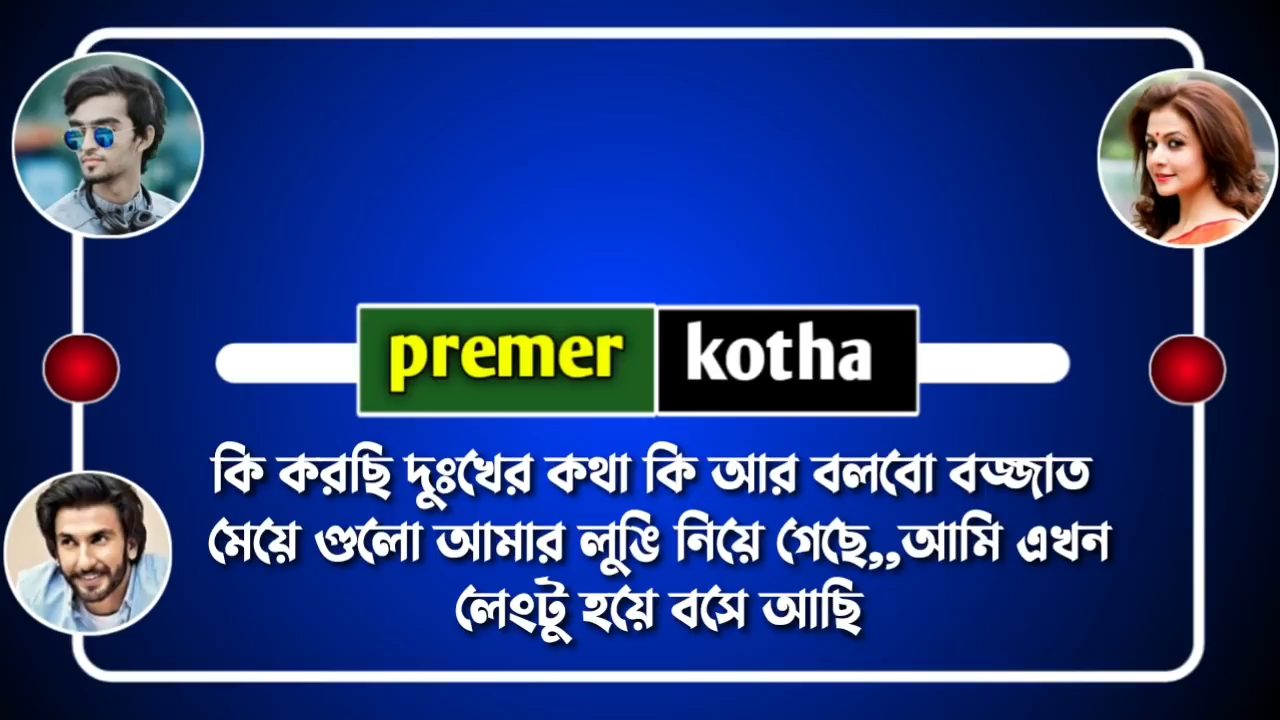 premer kotha
কি করছি দুঃখের কথা কি আর বলবো বজ্জাত
মেয়ে গুলো আমার লুঙি নিয়ে গেছে,,আমি এখন
লেংটু হয়ে বসে আছি